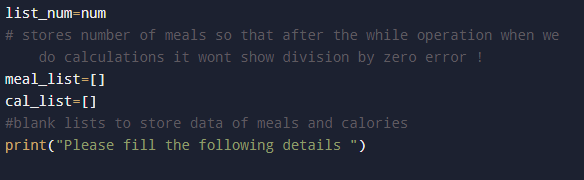 list_num=num
# stores number of meals so that after the while operation when we
do calculations it wont show division by zero error !
meal_list=[]
cal_list=[]
#blank lists to store data of meals and calories
print("Please fill the following details ")